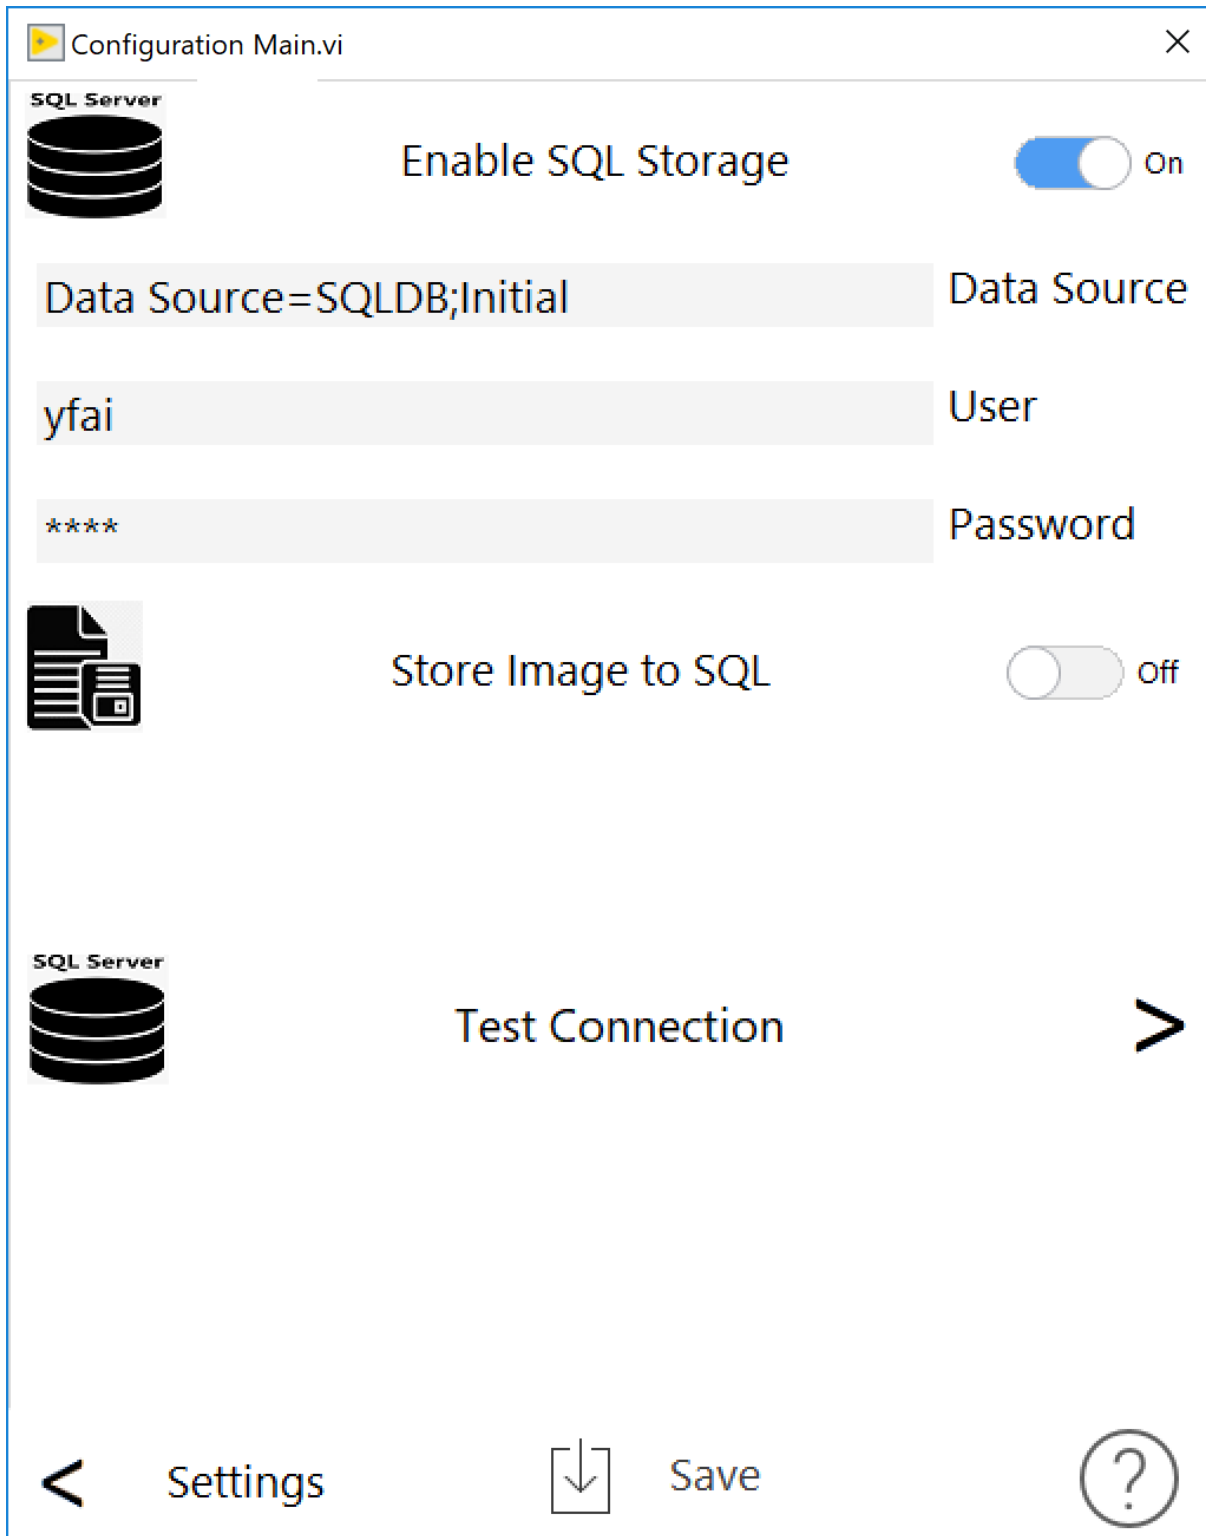 Configuration Main.vi
SQL Server
Enable SQL Storage
On
Data Source=SQLDB;Initial
Data Source
yfai
User
****
Password
Store Image to SQL
Off
SQL Server
Test Connection
>
< Settings
Save
?